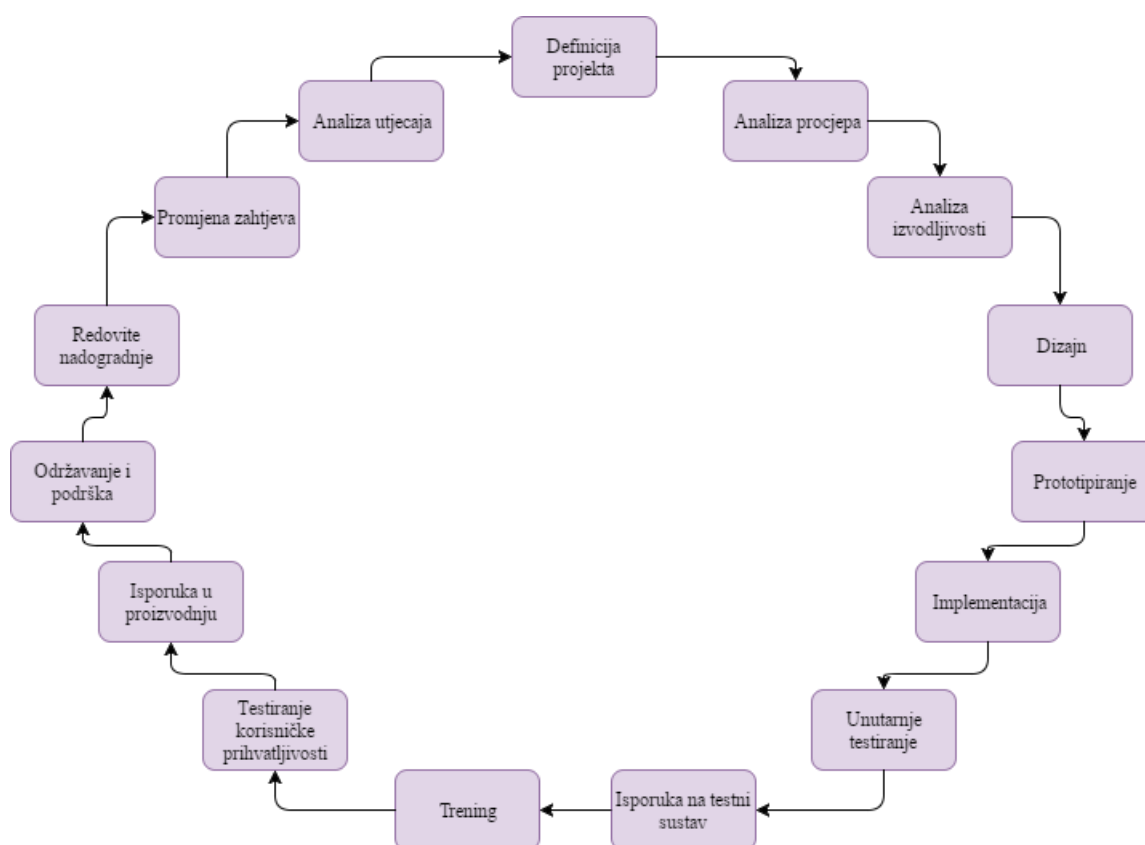 Definicija
projekta
Analiza procjepa
Analiza
izvodljivosti
Dizajn
Prototipiranje
Implementacija
Unutarnje
testiranje
Isporuka na testni
sustav
Trening
Testiranje
korisničke
prihvatljivosti
Isporuka u
proizvodnju
Održavanje i
podrška
Redovite
nadogradnje
Promjena zahtjeva
Analiza utjecaja